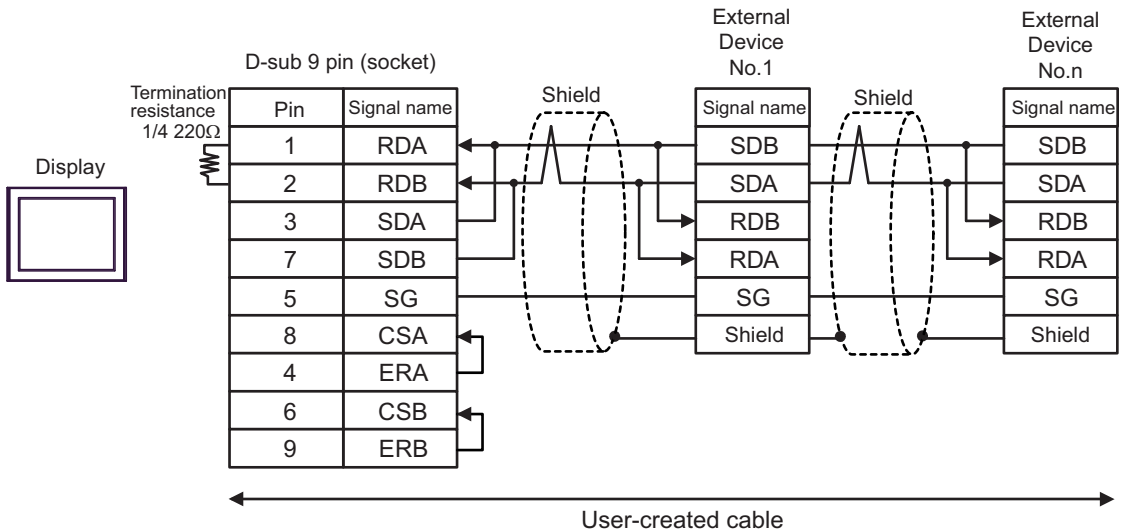 External
Device
No.1
External
Device
No.n
D-sub 9 pin (socket)
Termination
resistance
1/4 220Ω
Display
Shield
Shield
Pin Signal name Signal name Signal name
1 RDA SDB SDB
2 RDB SDA SDA
3 SDA RDB RDB
7 SDB RDA RDA
5 SG SG SG
8 CSA Shield Shield
4 ERA
6 CSB
9 ERB
User-created cable